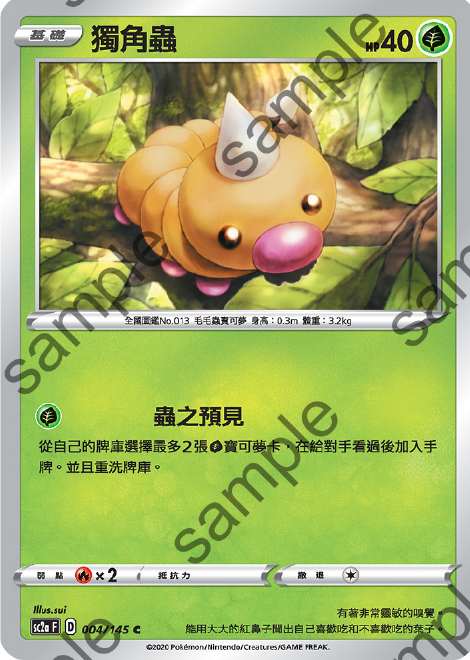 基礎 獨角蟲 HP40
sample
sample
全國圖鑑No.013 毛毛蟲寶可夢 身高：0.3m 體重：3.2kg
sample
sample
蟲之預見
從自己的牌庫選擇最多2張寶可夢卡，在給對手看過後加入手
牌。並且重洗牌庫。
sample
弱點 ×2 抵抗力 撤退
Illus.sui
有著非常靈敏的嗅覺。
sc2a F D 004/145 C
能用大大的紅鼻子聞出自己喜歡吃和不喜歡吃的葉子。
©2020 Pokémon/Nintendo/Creatures/GAME FREAK.